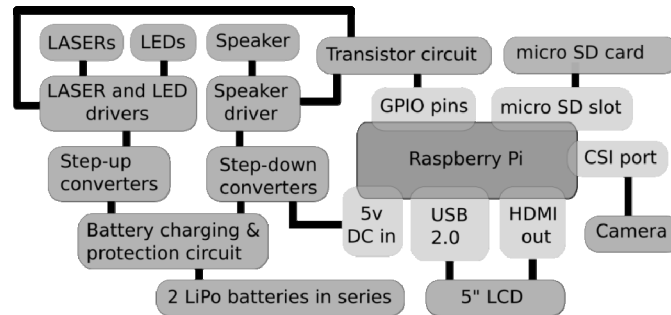 LASERs
LEDs
Speaker
Transistor circuit
micro SD card
LASER and LED
drivers
Speaker
driver
GPIO pins
micro SD slot
Raspberry Pi
CSI port
Step-up
converters
Step-down
converters
5v
DC in
USB
2.0
HDMI
out
Camera
Battery charging &
protection circuit
2 LiPo batteries in series
5" LCD